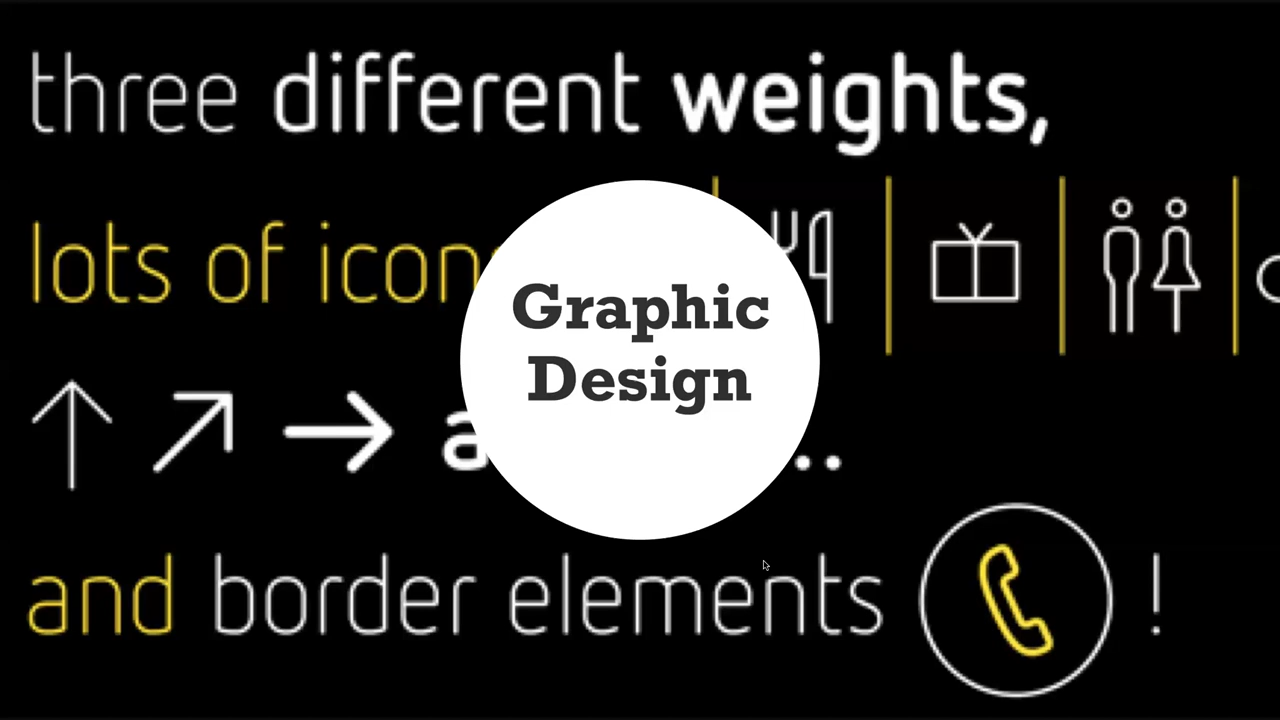 three different weights,
lots of icon
Graphic
Design
a
..
and border elements !